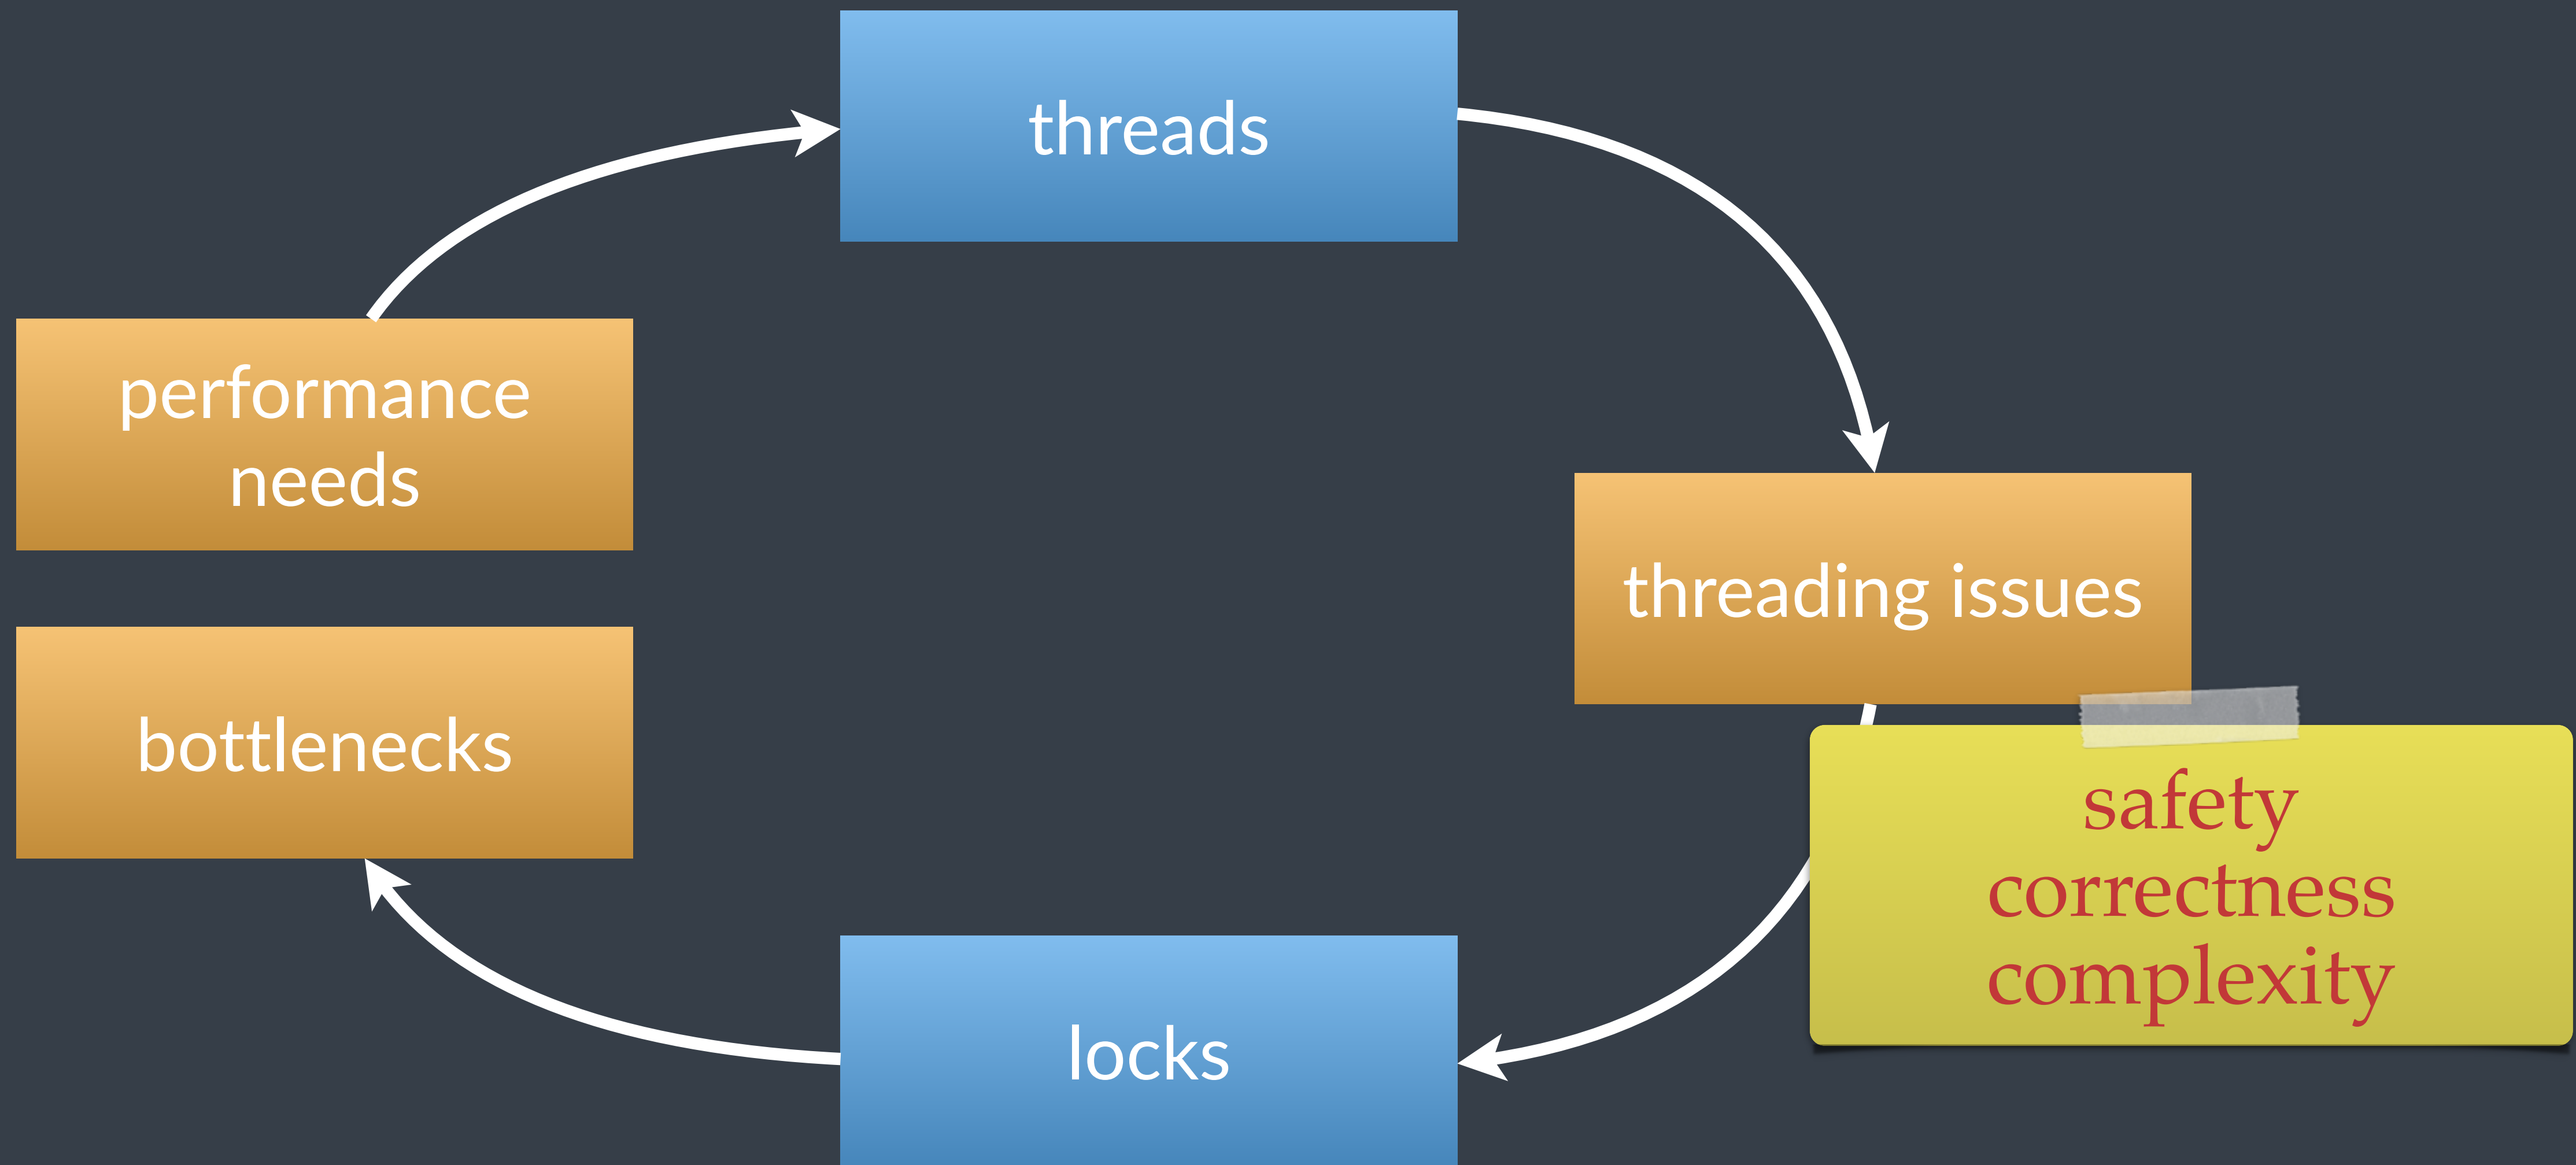 threads
performance
needs
threading issues
bottlenecks
safety
correctness
complexity
locks